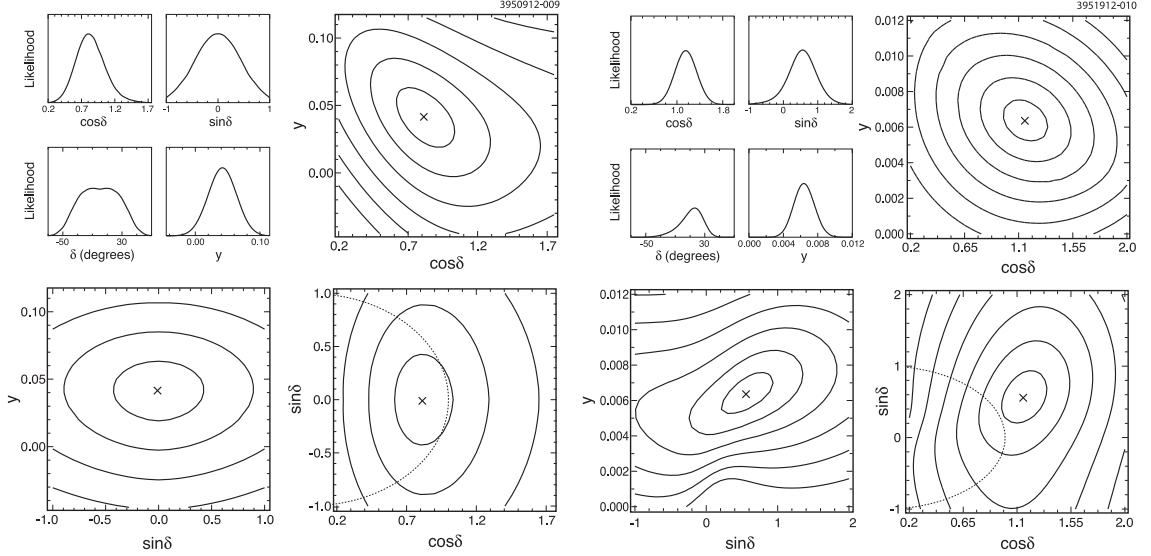 3950912-009
Likelihood
0.2 0.7 1.2 1.7
cosδ
-1 0 1
sinδ
Likelihood
-50 30
δ (degrees)
0.00 0.10
y
y
0.10
0.05
0.00
0.2 0.7 1.2 1.7
cosδ
y
0.10
0.05
0.00
-1.0 -0.5 0.0 0.5 1.0
sinδ
sinδ
1.0
0.5
0.0
-0.5
-1.0
0.2 0.7 1.2 1.7
cosδ
3951912-010
Likelihood
0.2 1.0 1.8
cosδ
-1 0 1 2
sinδ
Likelihood
-50 30
δ (degrees)
0.000 0.004 0.008 0.012
y
y
0.012
0.010
0.008
0.006
0.004
0.002
0.000
0.2 0.65 1.1 1.55 2.0
cosδ
y
0.012
0.010
0.008
0.006
0.004
0.002
0.000
-1 0 1 2
sinδ
sinδ
2
1
0
-1
0.2 0.65 1.1 1.55 2.0
cosδ